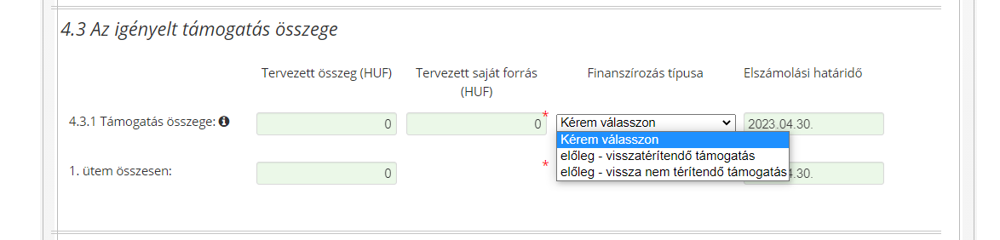 4.3 Az igényelt támogatás összege
Tervezett összeg (HUF) Tervezett saját forrás Finanszírozás típusa Elszámolási határidő
(HUF)
4.3.1 Támogatás összege: 0 0 * Kérem válasszon 2023.04.30.
Kérem válasszon
előleg - visszatérítendő támogatás
1. ütem összesen: 0 * előleg - vissza nem térítendő támogatás .30.